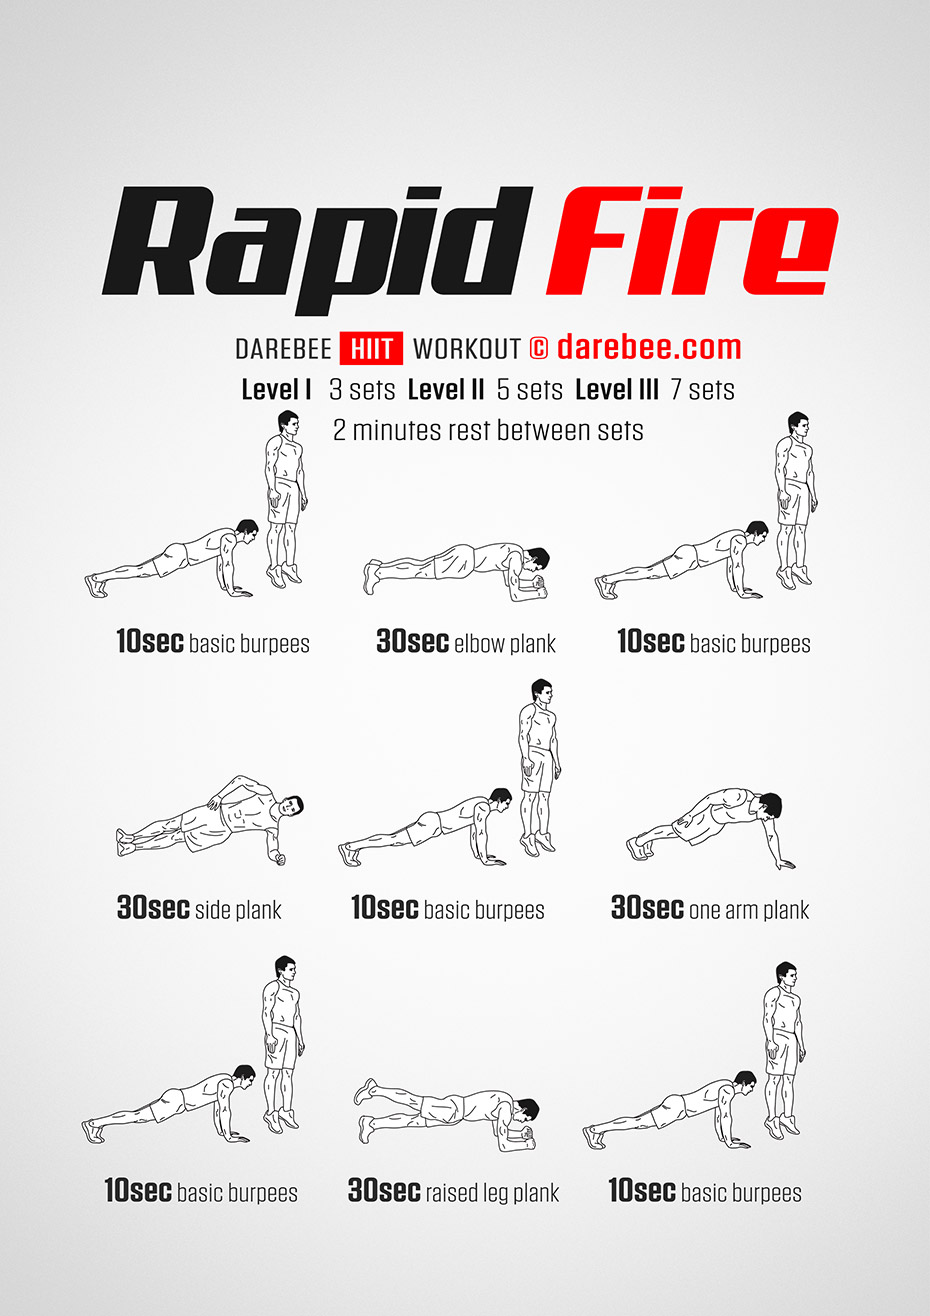 Rapid Fire
DAREBEE HIIT WORKOUT © darebee.com
Level I 3 sets Level II 5 sets Level III 7 sets
2 minutes rest between sets
10sec basic burpees
30sec elbow plank
10sec basic burpees
30sec side plank
10sec basic burpees
30sec one arm plank
10sec basic burpees
30sec raised leg plank
10sec basic burpees